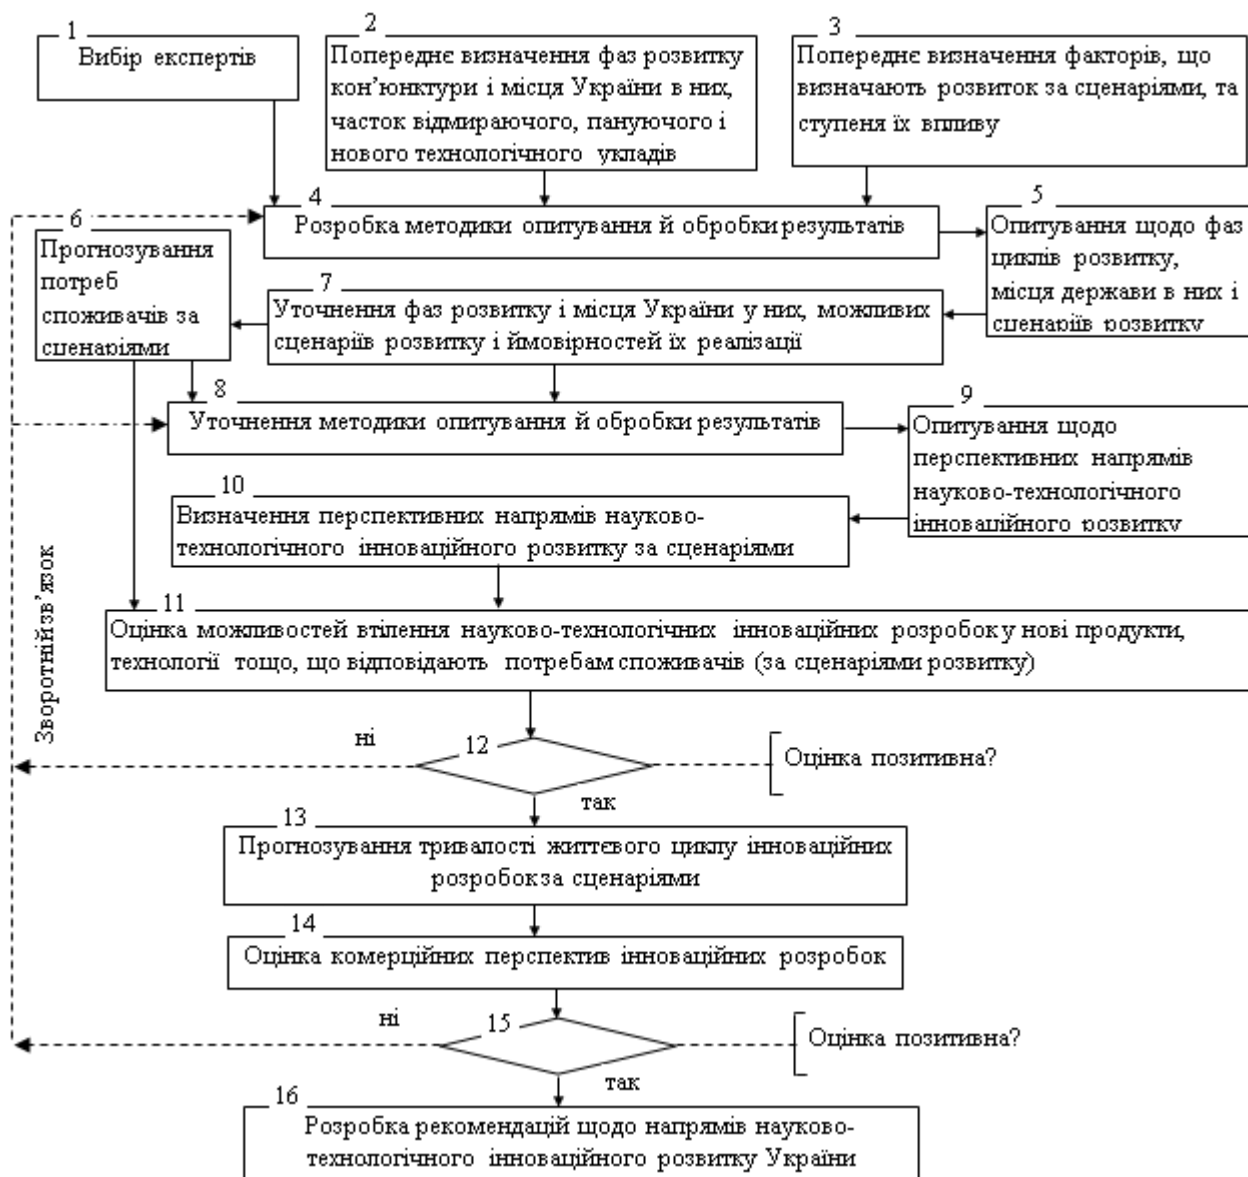 1
Вибір експертів
2
Попереднє визначення фаз розвитку
кон’юнктури і місця України в них,
часток відмираючого, пануючого і
нового технологічного укладів
3
Попереднє визначення факторів, що
визначають розвиток за сценаріями, та
ступеня їх впливу
4
Розробка методики опитування й обробки результатів
5
Опитування щодо фаз
циклів розвитку,
місця держави в них і
сценаріїв розвитку
6
Прогнозування
потреб
споживачів за
сценаріями
7
Уточнення фаз розвитку і місця України у них, можливих
сценаріїв розвитку і ймовірностей їх реалізації
8
Уточнення методики опитування й обробки результатів
9
Опитування щодо
перспективних напрямів
науково-технологічного
інноваційного розвитку
10
Визначення перспективних напрямів науково-
технологічного інноваційного розвитку за сценаріями
11
Оцінка можливостей втілення науково-технологічних інноваційних розробок у нові продукти,
технології тощо, що відповідають потребам споживачів (за сценаріями розвитку)
Зворотній зв’язок
12
ні
Оцінка позитивна?
так
13
Прогнозування тривалості життєвого циклу інноваційних
розробок за сценаріями
14
Оцінка комерційних перспектив інноваційних розробок
15
ні
Оцінка позитивна?
так
16
Розробка рекомендацій щодо напрямів науково-
технологічного інноваційного розвитку України